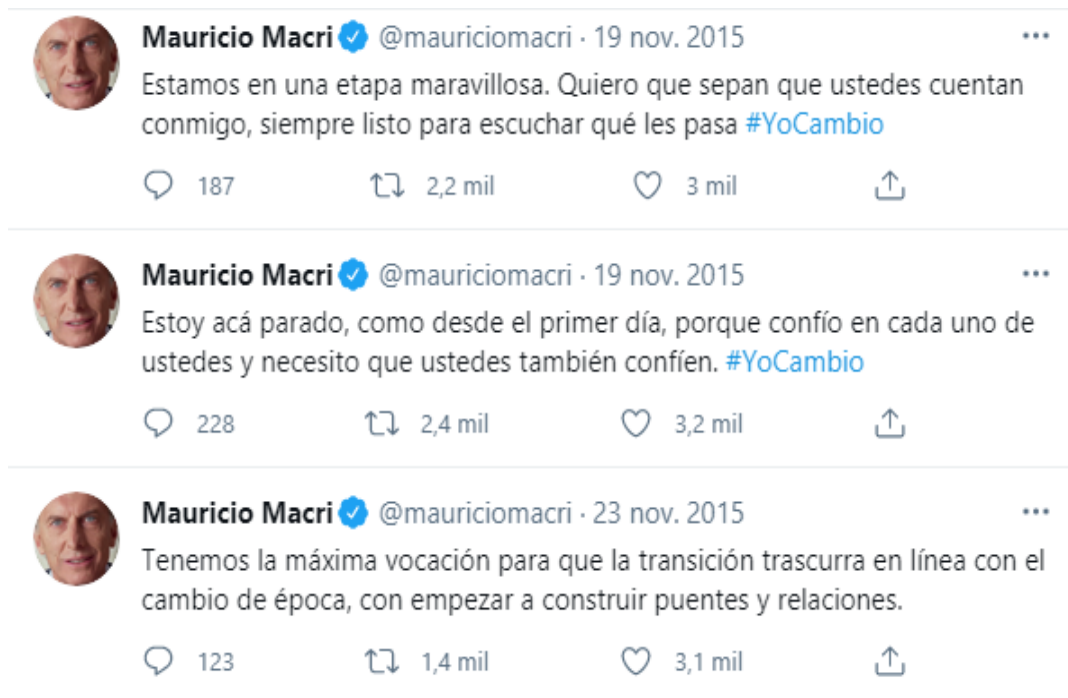 Mauricio Macri @mauriciomacri · 19 nov. 2015
Estamos en una etapa maravillosa. Quiero que sepan que ustedes cuentan
conmigo, siempre listo para escuchar qué les pasa #YoCambio
187 2,2 mil 3 mil
Mauricio Macri @mauriciomacri · 19 nov. 2015
Estoy acá parado, como desde el primer día, porque confío en cada uno de
ustedes y necesito que ustedes también confíen. #YoCambio
228 2,4 mil 3,2 mil
Mauricio Macri @mauriciomacri · 23 nov. 2015
Tenemos la máxima vocación para que la transición trascurra en línea con el
cambio de época, con empezar a construir puentes y relaciones.
123 1,4 mil 3,1 mil